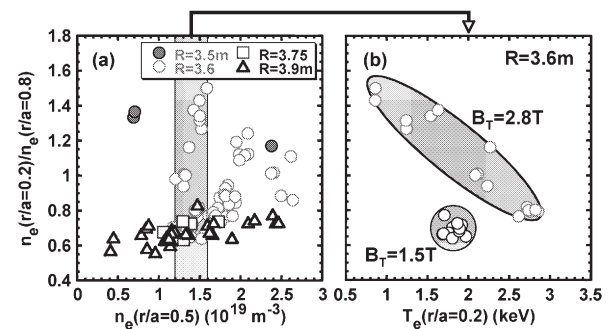 (a)
R=3.5m R=3.75
R=3.6 R=3.9m
1.8
1.6
1.4
1.2
1
0.8
0.6
0.4
n_e(r/a=0.2)/n_e(r/a=0.8)
0 0.5 1 1.5 2 2.5 3
n_e(r/a=0.5) (10^19 m^-3)
(b)
R=3.6m
B_T=2.8T
B_T=1.5T
0.5 1 1.5 2 2.5 3 3.5
T_e(r/a=0.2) (keV)